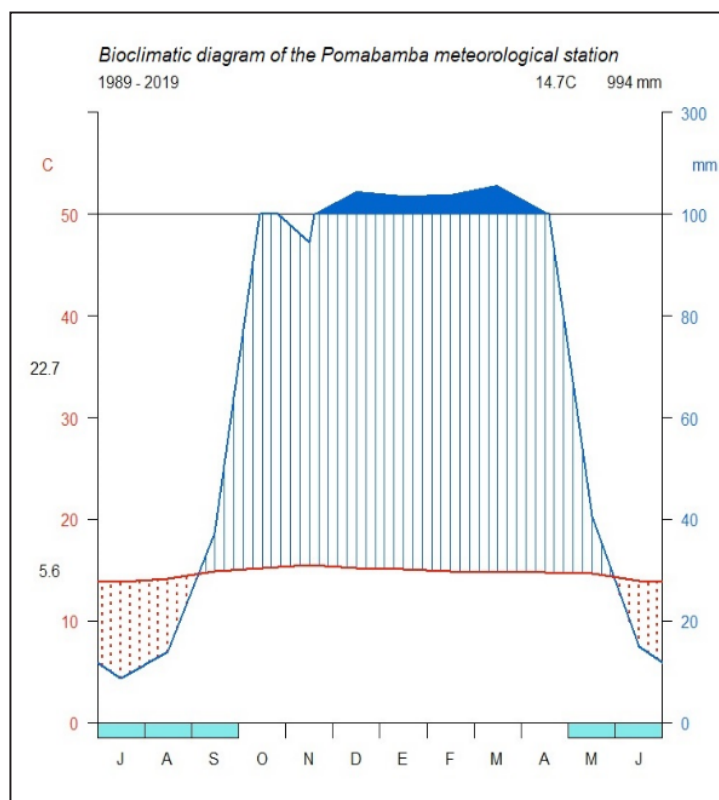 Bioclimatic diagram of the Pomabamba meteorological station
1989 - 2019 14.7C 994 mm
300
C mm
50 100
40 80
22.7
30 60
20 40
5.6
10 20
0 0
J A S O N D E F M A M J